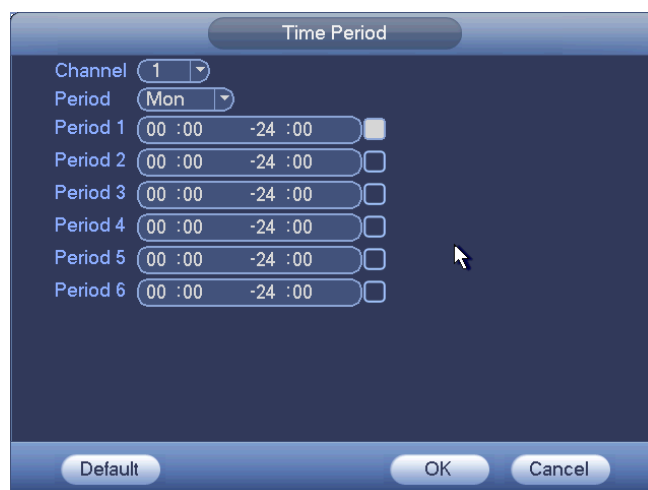 Time Period
Channel 1
Period Mon
Period 1 00 :00 -24 :00
Period 2 00 :00 -24 :00
Period 3 00 :00 -24 :00
Period 4 00 :00 -24 :00
Period 5 00 :00 -24 :00
Period 6 00 :00 -24 :00
Default OK Cancel